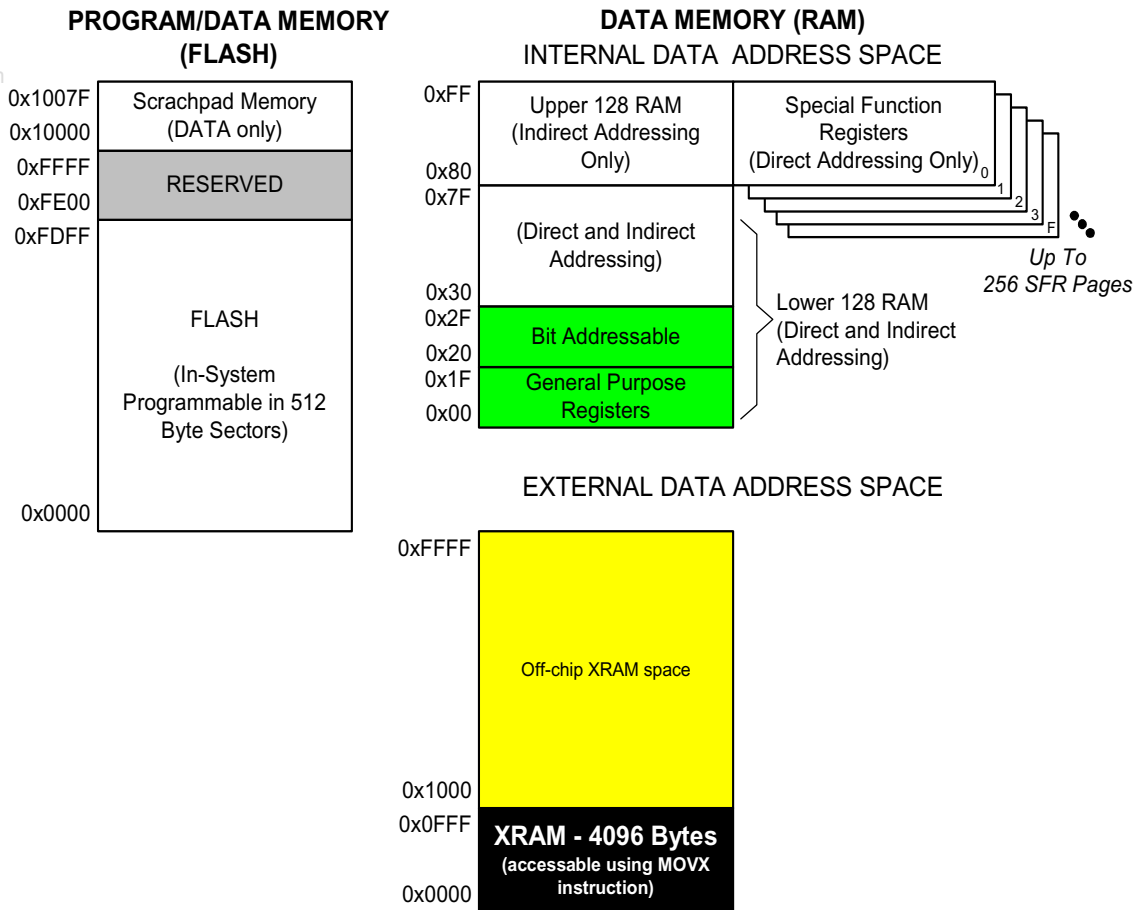 PROGRAM/DATA MEMORY
(FLASH)
0x1007F
Scrachpad Memory
0x10000
(DATA only)
0xFFFF
RESERVED
0xFE00
0xFDFF
FLASH
(In-System
Programmable in 512
Byte Sectors)
0x0000
DATA MEMORY (RAM)
INTERNAL DATA ADDRESS SPACE
0xFF
Upper 128 RAM
(Indirect Addressing
Only)
0x80
Special Function
Registers
(Direct Addressing Only)
0
1
2
3
F
Up To
256 SFR Pages
0x7F
(Direct and Indirect
Addressing)
0x30
0x2F
Bit Addressable
0x20
0x1F
General Purpose
Registers
0x00
Lower 128 RAM
(Direct and Indirect
Addressing)
EXTERNAL DATA ADDRESS SPACE
0xFFFF
Off-chip XRAM space
0x1000
0x0FFF
XRAM - 4096 Bytes
(accessable using MOVX
instruction)
0x0000